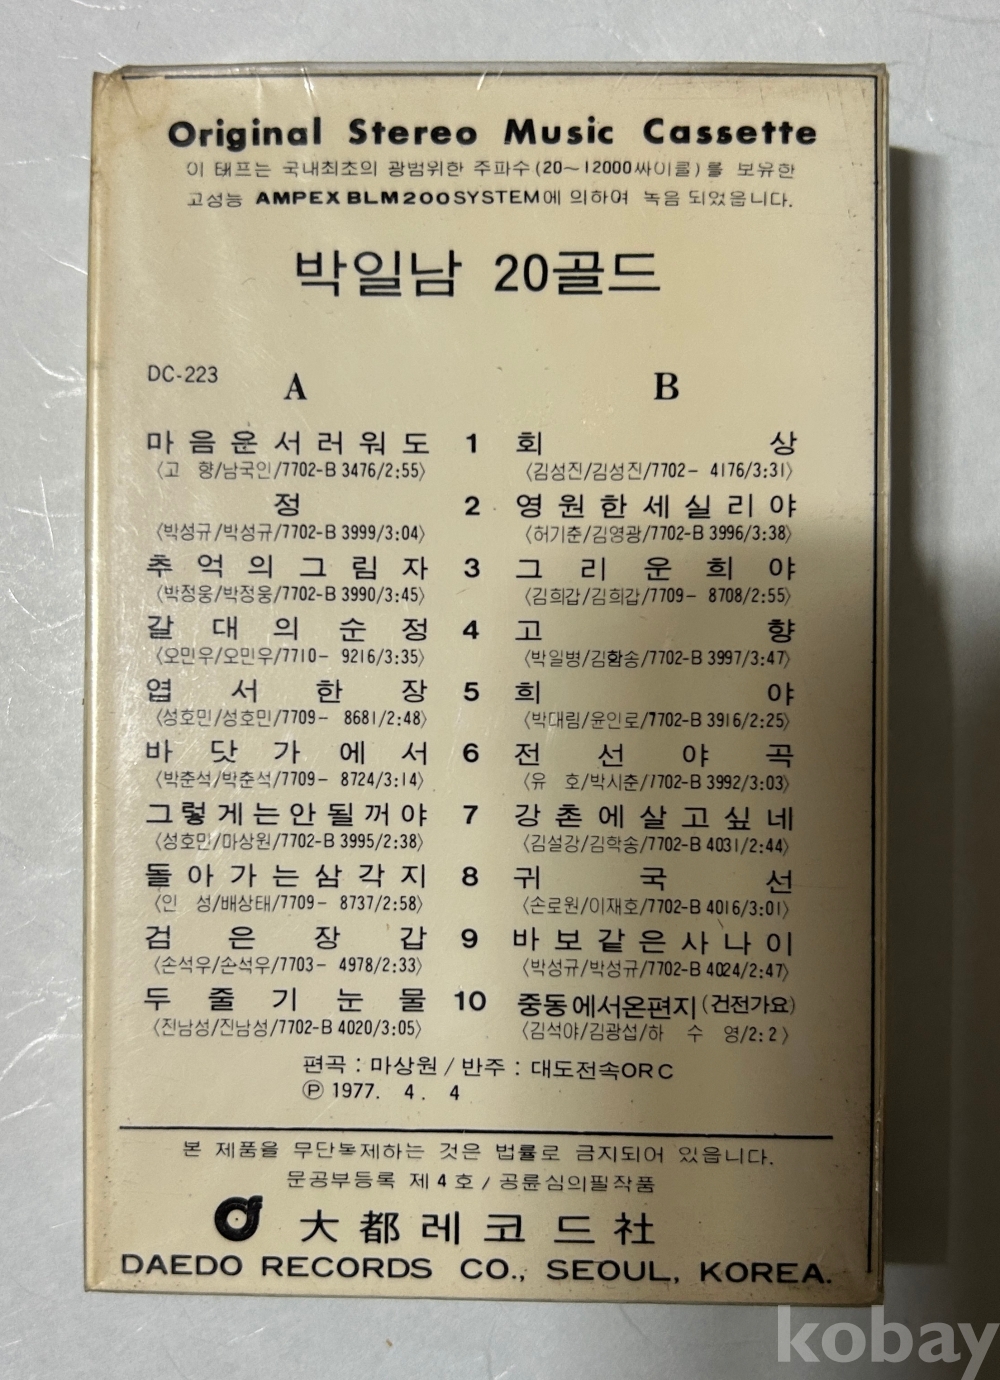 Original Stereo Music Cassette
이 태프는 국내최초의 광범위한 주파수(20~12000싸이클)를 보유한
고성능 AMPEX BLM200SYSTEM에 의하여 녹음 되었읍니다.
박일남 20골드
DC-223
A B
마음운서러워도 1 회상
〈고 향/남국인/7702-B 3476/2:55〉 〈김성진/김성진/7702- 4176/3:31〉
정 2 영원한세실리야
〈박성규/박성규/7702-B 3999/3:04〉 〈허기춘/김영광/7702-B 3996/3:38〉
추억의그림자 3 그리운희야
〈박정웅/박정웅/7702-B 3990/3:45〉 〈김희갑/김희갑/7709- 8708/2:55〉
갈대의순정 4 고향
〈오민우/오민우/7710- 9216/3:35〉 〈박일병/김학송/7702-B 3997/3:47〉
엽서한장 5 희야
〈성호민/성호민/7709- 8681/2:48〉 〈박대림/윤인로/7702-B 3916/2:25〉
바닷가에서 6 전선야곡
〈박춘석/박춘석/7709- 8724/3:14〉 〈유 호/박시춘/7702-B 3992/3:03〉
그렇게는안될꺼야 7 강촌에살고싶네
〈성호민/마상원/7702-B 3995/2:38〉 〈김설강/김학송/7702-B 4031/2:44〉
돌아가는삼각지 8 귀국선
〈인 성/배상태/7709- 8737/2:58〉 〈손로원/이재호/7702-B 4016/3:01〉
검은장갑 9 바보같은사나이
〈손석우/손석우/7703- 4978/2:33〉 〈박성규/박성규/7702-B 4024/2:47〉
두줄기눈물 10 중동에서온편지(건전가요)
〈진남성/진남성/7702-B 4020/3:05〉 〈김석야/김광섭/하 수 영/2:2 〉
편곡 : 마상원 / 반주 : 대도전속ORC
Ⓟ 1977. 4. 4
본 제품을 무단녹제하는 것은 법률로 금지되어 있읍니다.
문공부등록 제4호/공륜심의필작품
大都레코드社
DAEDO RECORDS CO., SEOUL, KOREA.
kobay